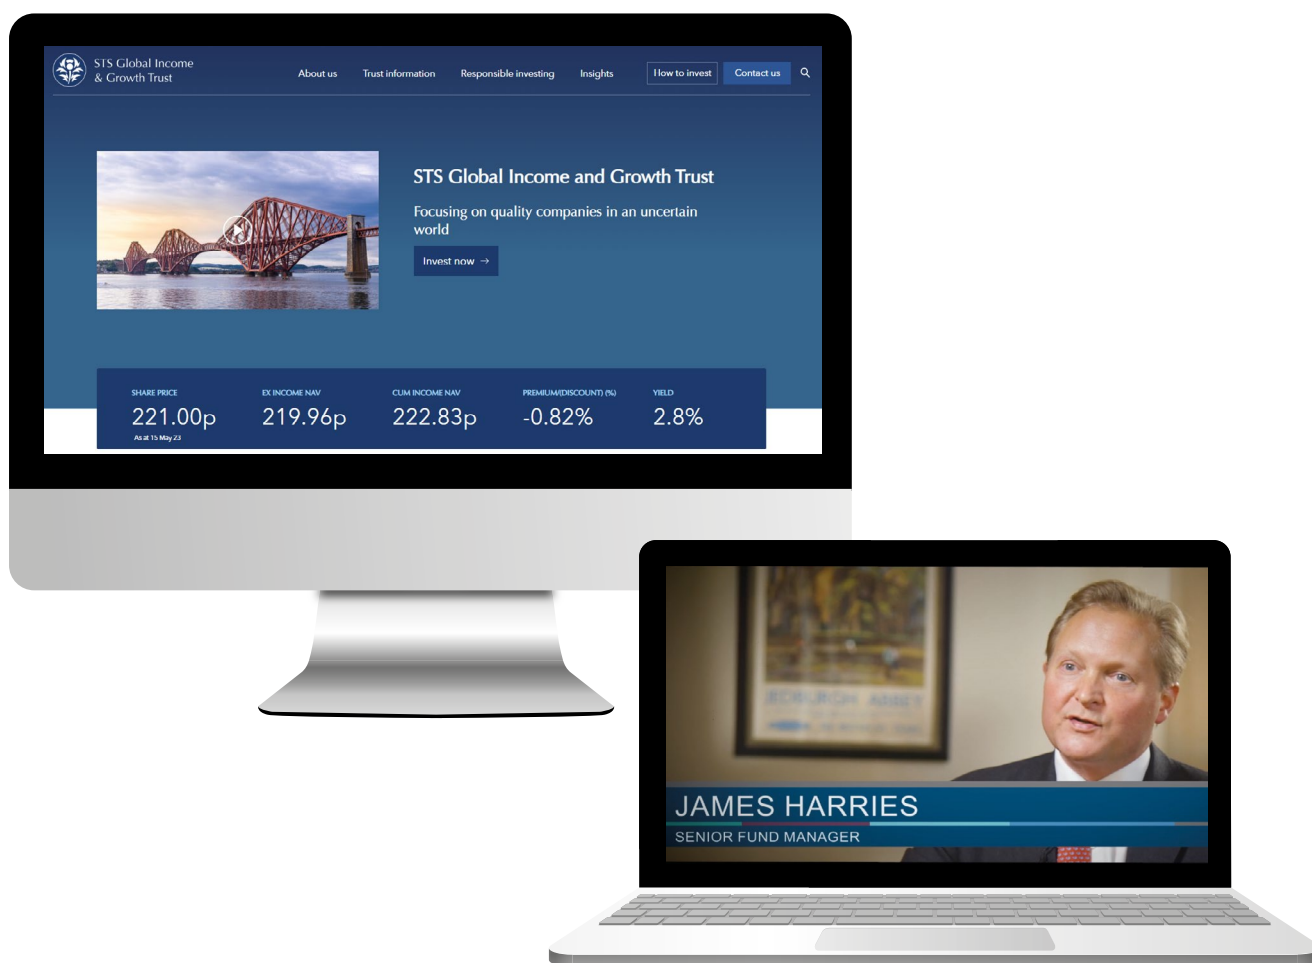 STS Global Income
& Growth Trust
About us
Trust information
Responsible investing
Insights
How to invest
Contact us
STS Global Income and Growth Trust
Focusing on quality companies in an uncertain
world
Invest now →
SHARE PRICE
EX INCOME NAV
CUM INCOME NAV
PREMIUM/(DISCOUNT) (%)
YIELD
221.00p
219.96p
222.83p
-0.82%
2.8%
As at 15 May 23
JEDBURGH ABBEY
JAMES HARRIES
SENIOR FUND MANAGER